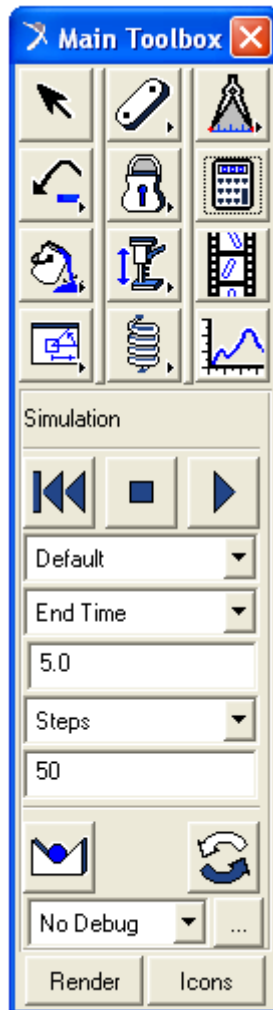 Main Toolbox
Simulation
Default
End Time
5.0
Steps
50
No Debug
...
Render
Icons